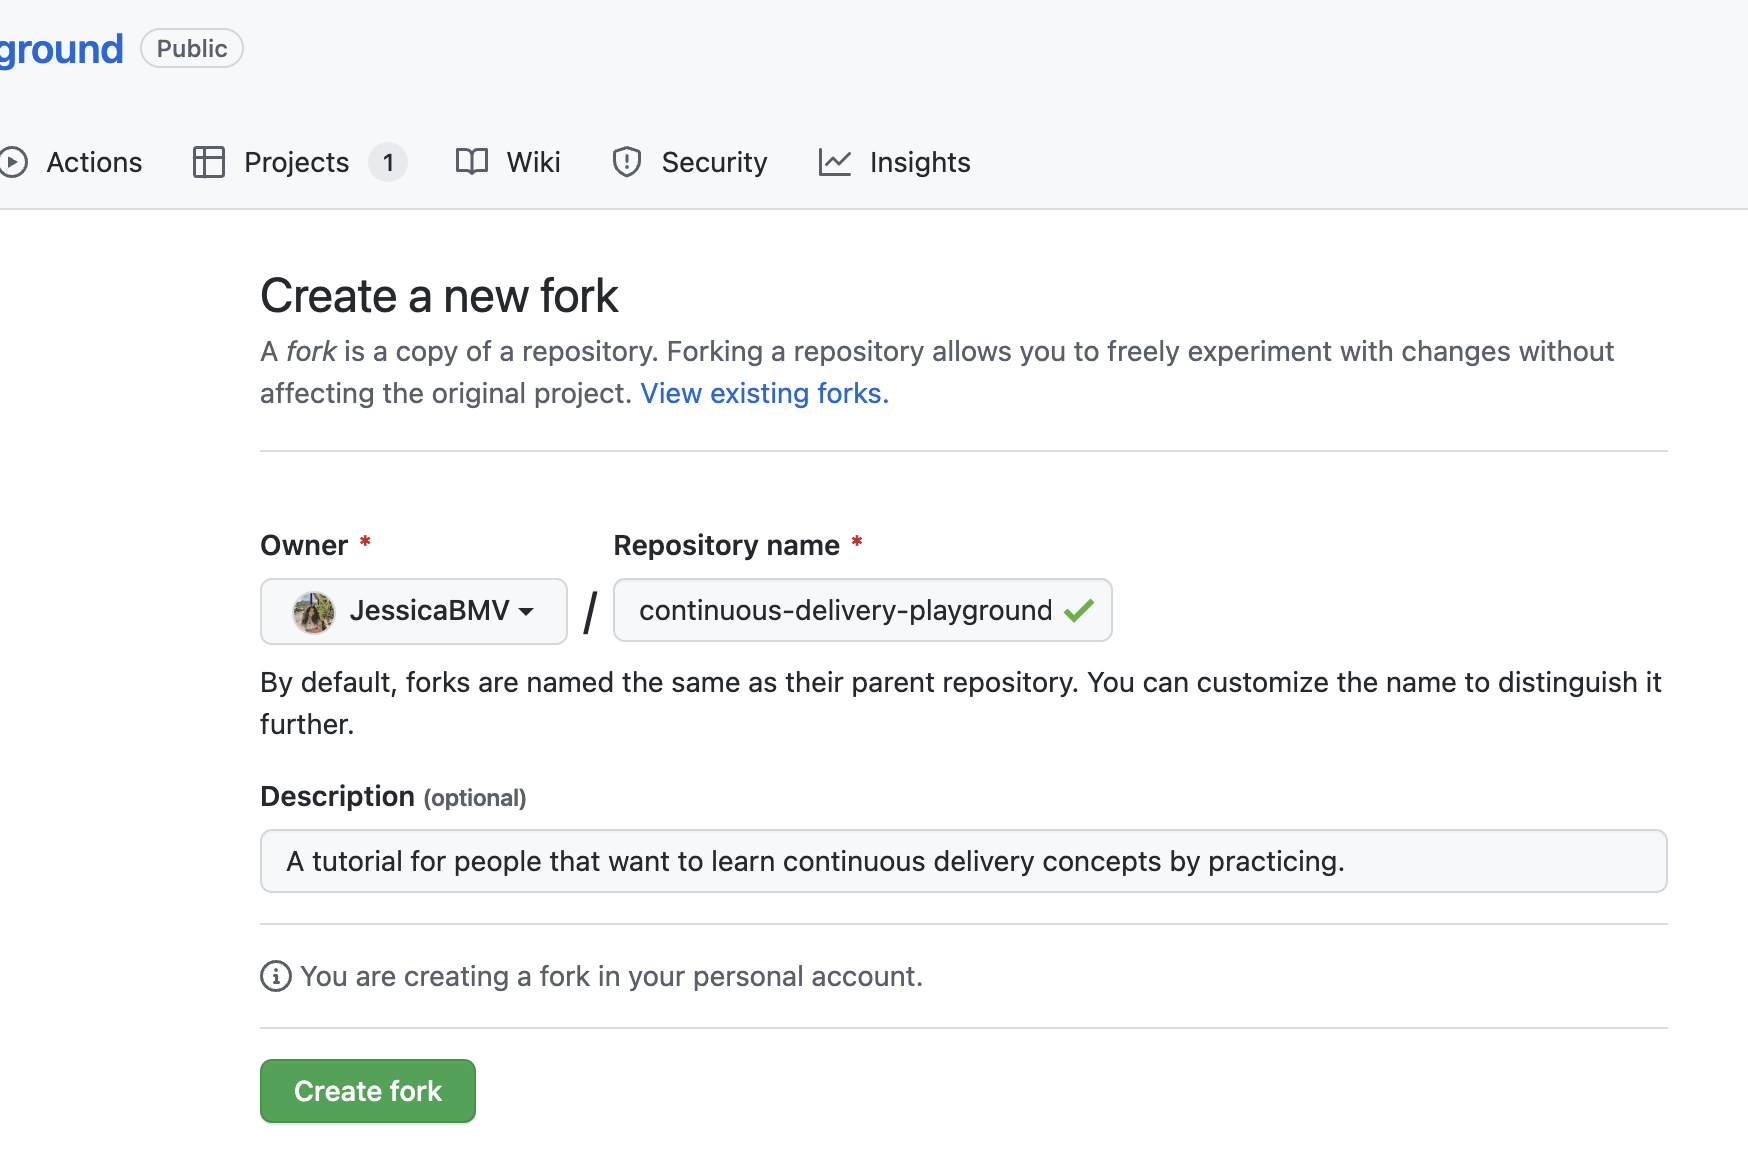 ground Public
Actions Projects 1 Wiki Security Insights
Create a new fork
A fork is a copy of a repository. Forking a repository allows you to freely experiment with changes without
affecting the original project. View existing forks.
Owner * Repository name *
JessicaBMV / continuous-delivery-playground
By default, forks are named the same as their parent repository. You can customize the name to distinguish it
further.
Description (optional)
A tutorial for people that want to learn continuous delivery concepts by practicing.
You are creating a fork in your personal account.
Create fork